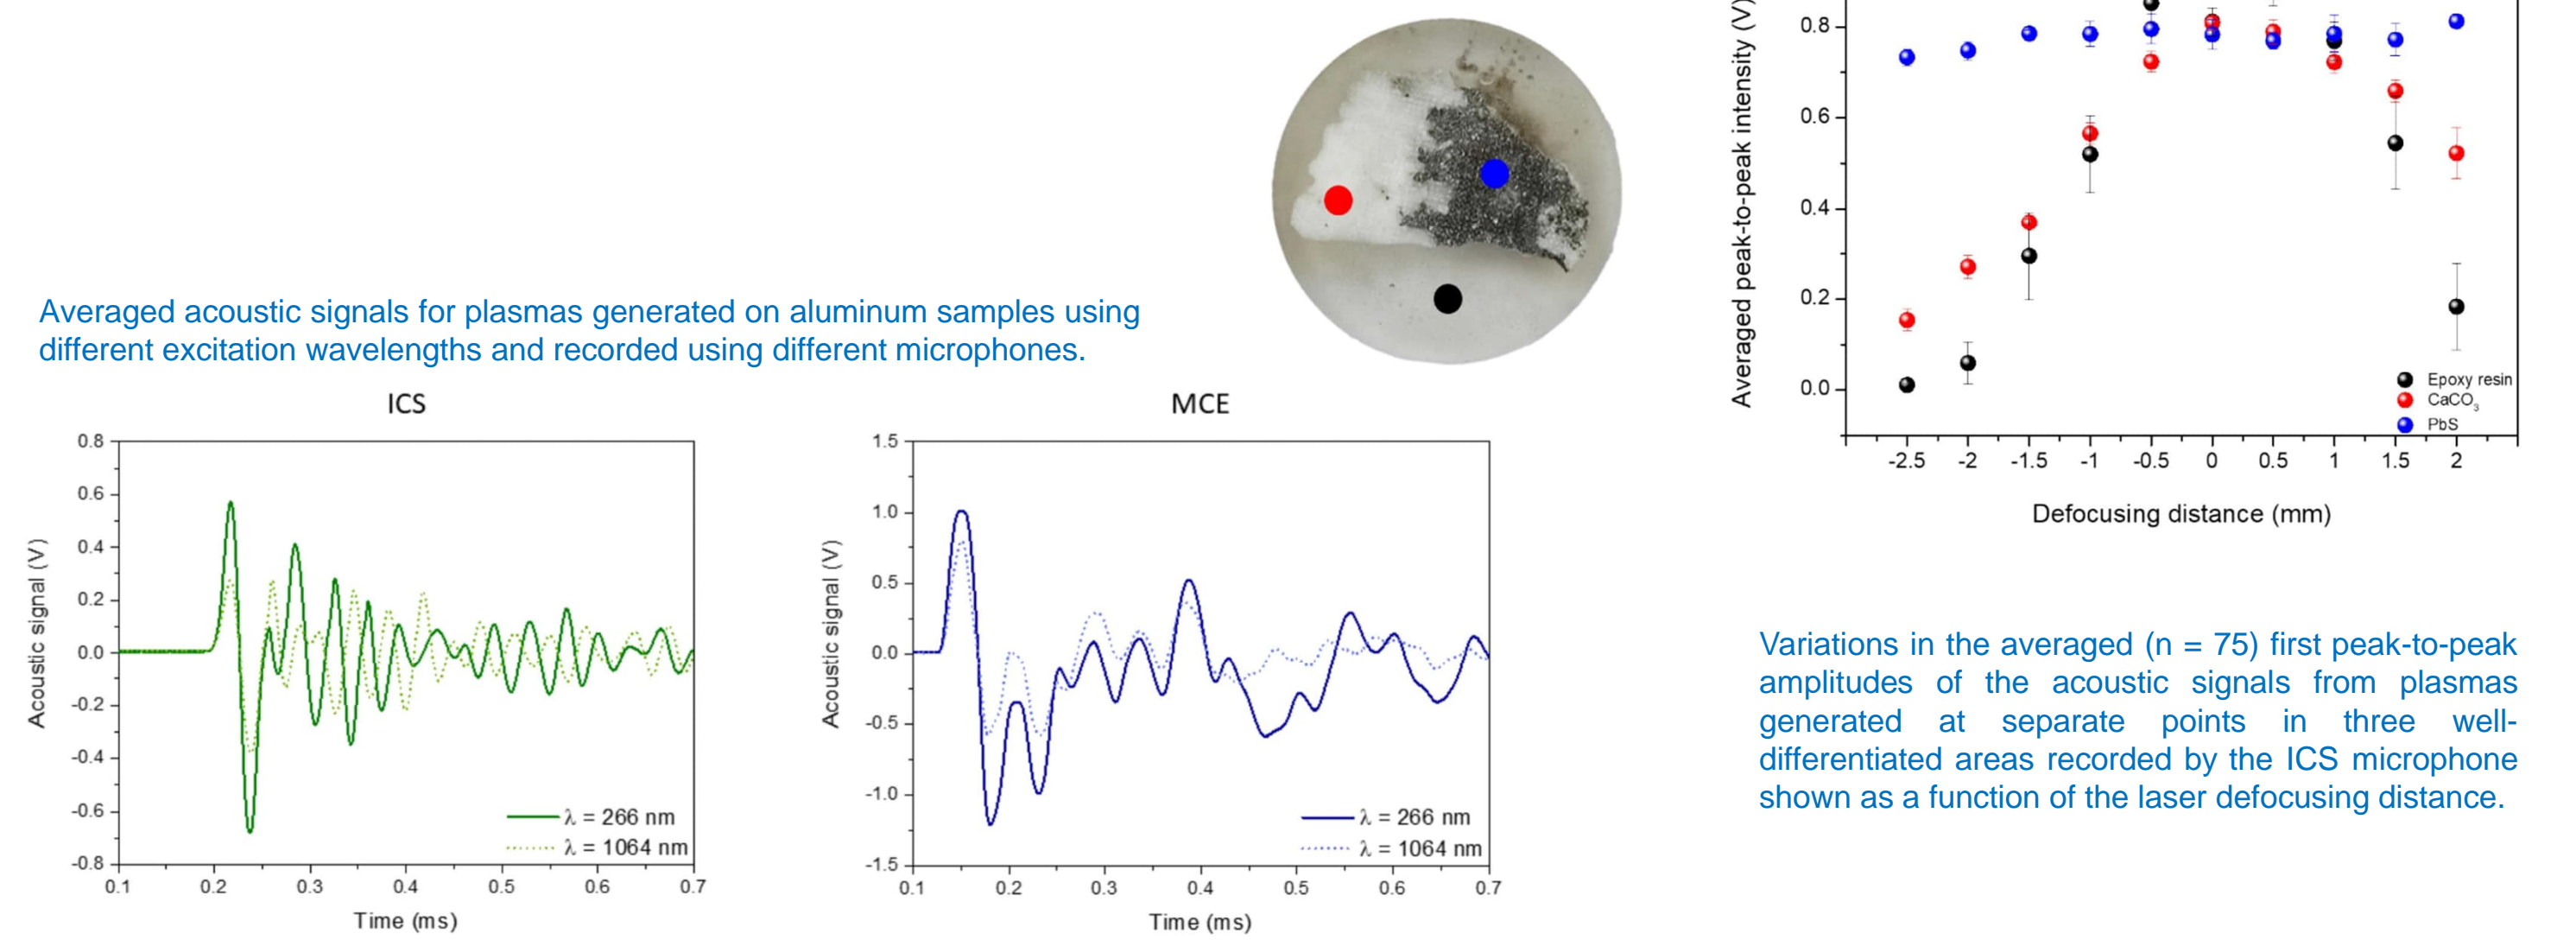 Averaged acoustic signals for plasmas generated on aluminum samples using
different excitation wavelengths and recorded using different microphones.
ICS
Acoustic signal (V)
0.8
0.6
0.4
0.2
0.0
-0.2
-0.4
-0.6
-0.8
λ = 266 nm
λ = 1064 nm
0.1 0.2 0.3 0.4 0.5 0.6 0.7
Time (ms)
MCE
Acoustic signal (V)
1.5
1.0
0.5
0.0
-0.5
-1.0
-1.5
λ = 266 nm
λ = 1064 nm
0.1 0.2 0.3 0.4 0.5 0.6 0.7
Time (ms)
Averaged peak-to-peak intensity (V)
0.8
0.6
0.4
0.2
0.0
Epoxy resin
CaCO₃
PbS
-2.5 -2 -1.5 -1 -0.5 0 0.5 1 1.5 2
Defocusing distance (mm)
Variations in the averaged (n = 75) first peak-to-peak
amplitudes of the acoustic signals from plasmas
generated at separate points in three well-
differentiated areas recorded by the ICS microphone
shown as a function of the laser defocusing distance.